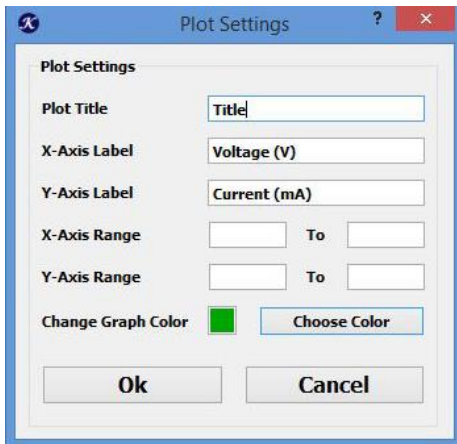 K
Plot Settings
?
×
Plot Settings
Plot Title
Title
X-Axis Label
Voltage (V)
Y-Axis Label
Current (mA)
X-Axis Range
To
Y-Axis Range
To
Change Graph Color
Choose Color
Ok
Cancel